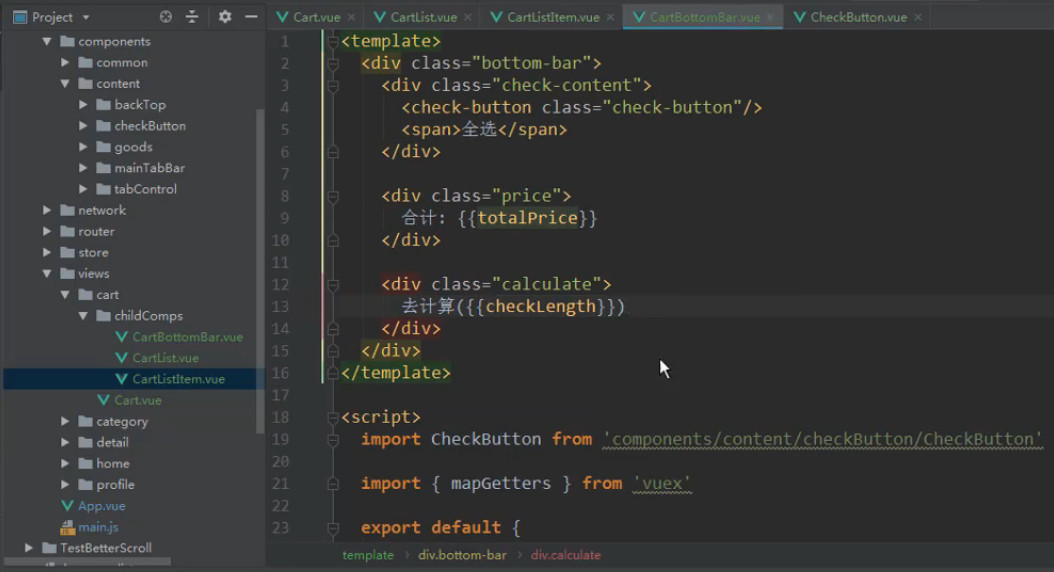 Project
Cart.vue
CartList.vue
CartListItem.vue
CartBottomBar.vue
CheckButton.vue
components
common
content
backTop
checkButton
goods
mainTabBar
tabControl
network
router
store
views
cart
childComps
CartBottomBar.vue
CartList.vue
CartListItem.vue
Cart.vue
category
detail
home
profile
App.vue
main.js
TestBetterScroll
1 <template>
2 <div class="bottom-bar">
3 <div class="check-content">
4 <check-button class="check-button"/>
5 <span>全选</span>
6 </div>
7
8 <div class="price">
9 合计: {{totalPrice}}
10 </div>
11
12 <div class="calculate">
13 去计算({{checkLength}})
14 </div>
15 </div>
16 </template>
17
18 <script>
19 import CheckButton from 'components/content/checkButton/CheckButton'
20
21 import { mapGetters } from 'vuex'
22
23 export default {
template › div.bottom-bar › div.calculate